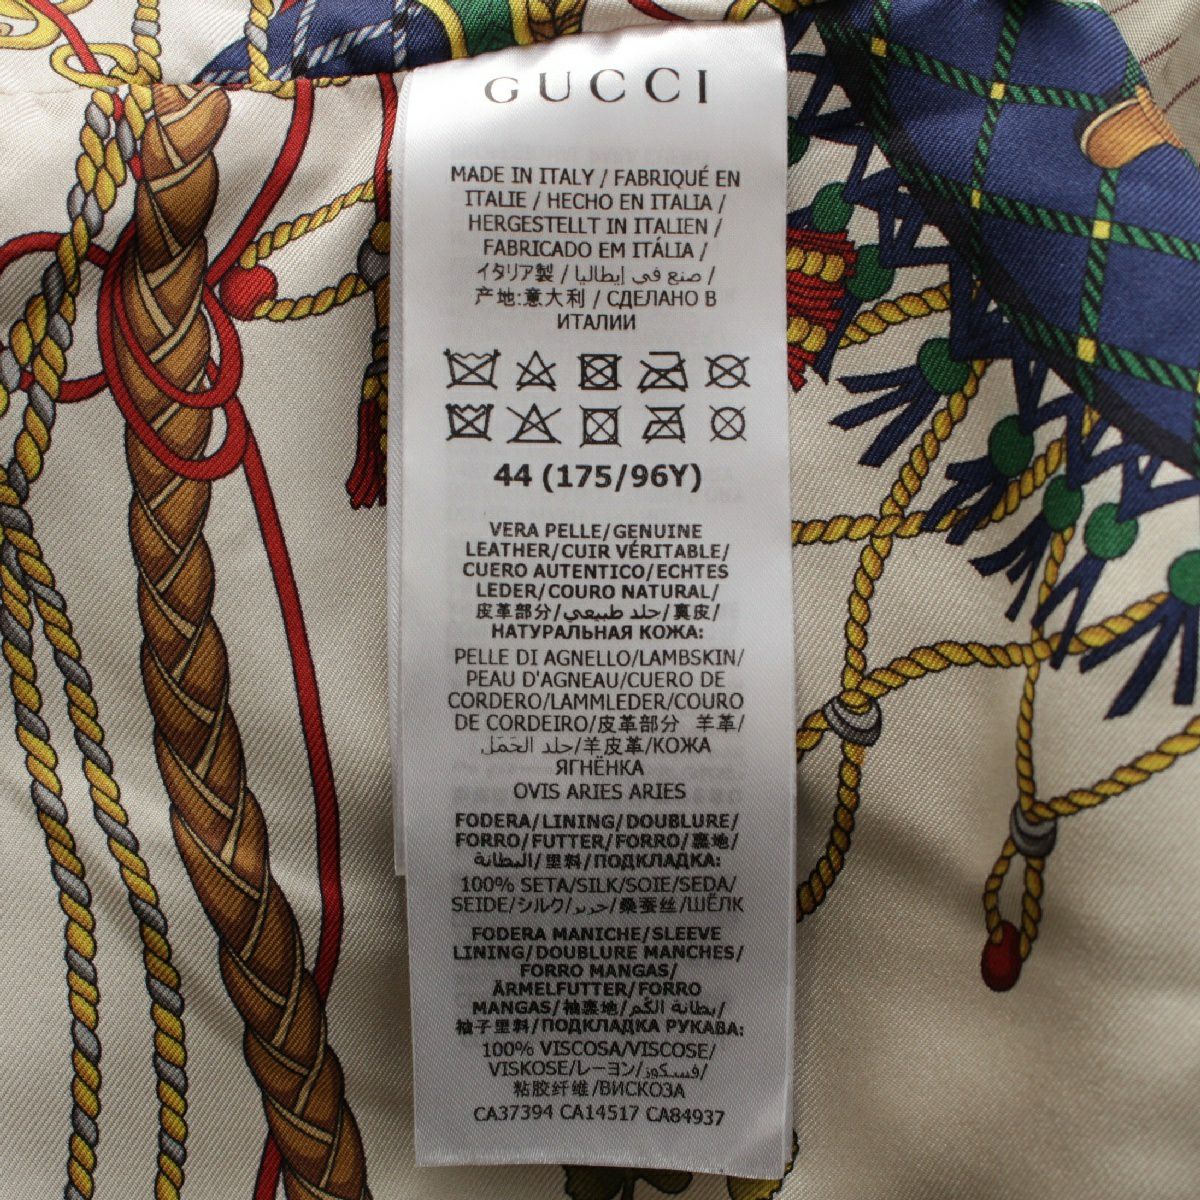 GUCCI
MADE IN ITALY / FABRIQUÉ EN
ITALIE / HECHO EN ITALIA /
HERGESTELLT IN ITALIEN /
FABRICADO EM ITÁLIA /
イタリア製 / صنع في إيطاليا /
产地:意大利 / СДЕЛАНО В
ИТАЛИИ
44 (175/96Y)
VERA PELLE/GENUINE
LEATHER/CUIR VÉRITABLE/
CUERO AUTENTICO/ECHTES
LEDER/COURO NATURAL/
皮革部分/جلد طبيعي/裏皮/
НАТУРАЛЬНАЯ КОЖА:
PELLE DI AGNELLO/LAMBSKIN/
PEAU D'AGNEAU/CUERO DE
CORDERO/LAMMLEDER/COURO
DE CORDEIRO/皮革部分 羊革/
جلد الحَمَل/羊皮革/КОЖА
ЯГНЁНКА
OVIS ARIES ARIES
FODERA/LINING/DOUBLURE/
FORRO/FUTTER/FORRO/裏地/
البطانة/里料/ПОДКЛАДКА:
100% SETA/SILK/SOIE/SEDA/
SEIDE/シルク/حرير/桑蚕丝/ШЁЛК
FODERA MANICHE/SLEEVE
LINING/DOUBLURE MANCHES/
FORRO MANGAS/
ÄRMELFUTTER/FORRO
MANGAS/袖裏地/بطانة الكُم/
袖子里料/ПОДКЛАДКА РУКАВА:
100% VISCOSA/VISCOSE/
VISKOSE/レーヨン/فسكوز/
粘胶纤维/ВИСКОЗА
CA37394 CA14517 CA84937